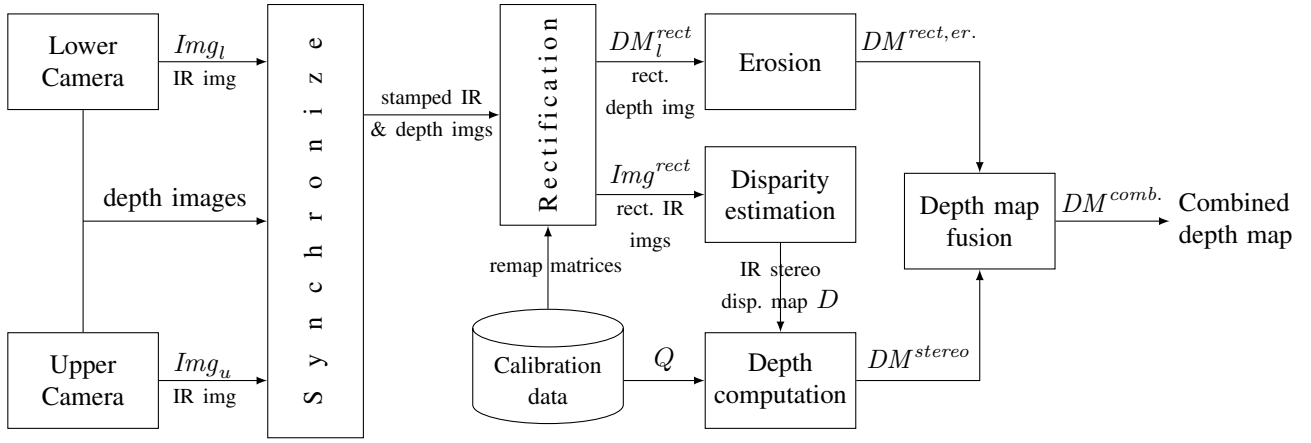 Lower
Camera
Img_l
IR img
depth images
Upper
Camera
Img_u
IR img
Synchronize
stamped IR
& depth imgs
Rectification
DM_l^{rect}
rect.
depth img
Erosion
DM^{rect,er.}
Img^{rect}
rect. IR
imgs
Disparity
estimation
remap matrices
IR stereo
disp. map D
Calibration
data
Q
Depth
computation
DM^{stereo}
Depth map
fusion
DM^{comb.}
Combined
depth map